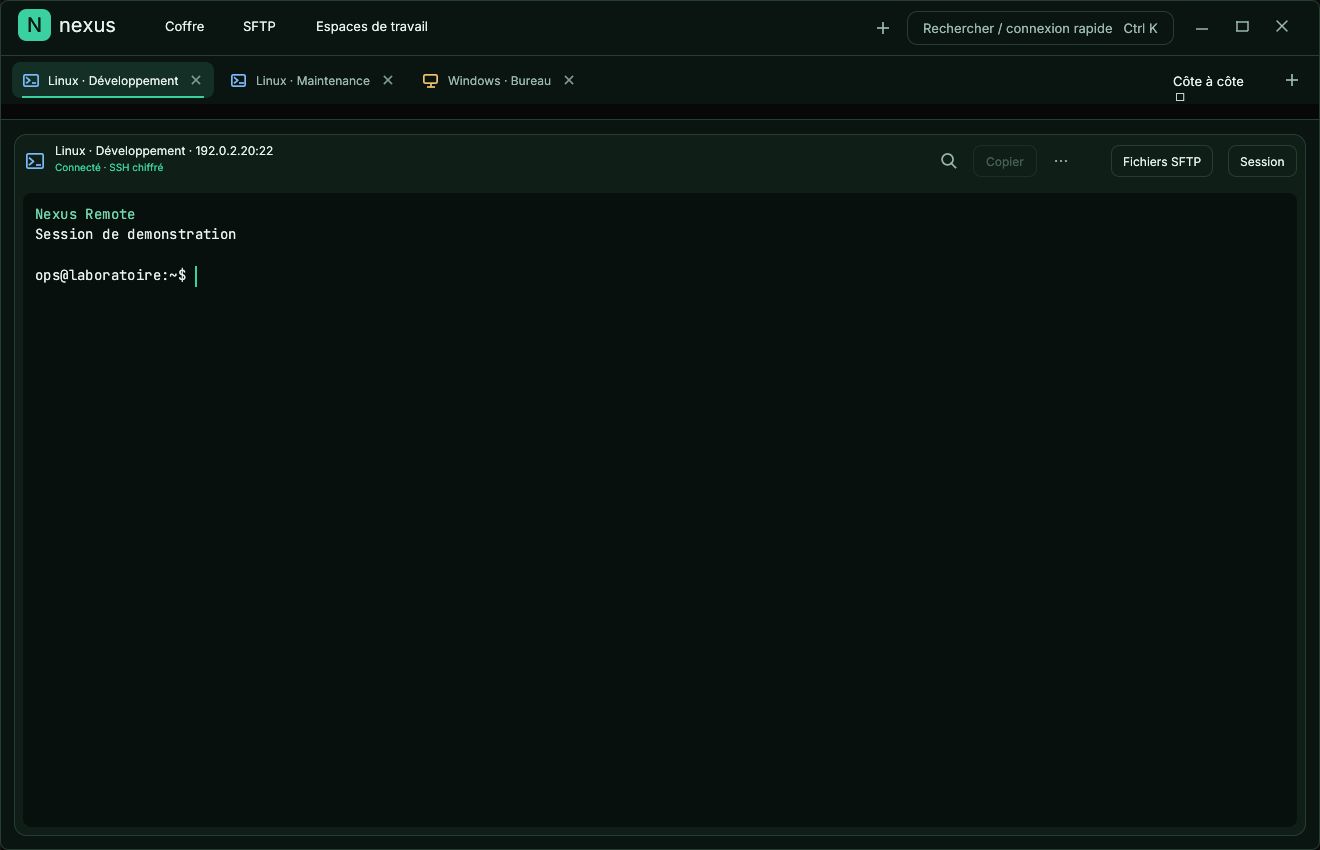 N nexus Coffre SFTP Espaces de travail Rechercher / connexion rapide Ctrl K
Linux · Développement Linux · Maintenance Windows · Bureau Côte à côte
Linux · Développement · 192.0.2.20:22
Connecté · SSH chiffré
Copier Fichiers SFTP Session
Nexus Remote
Session de demonstration
ops@laboratoire:~$